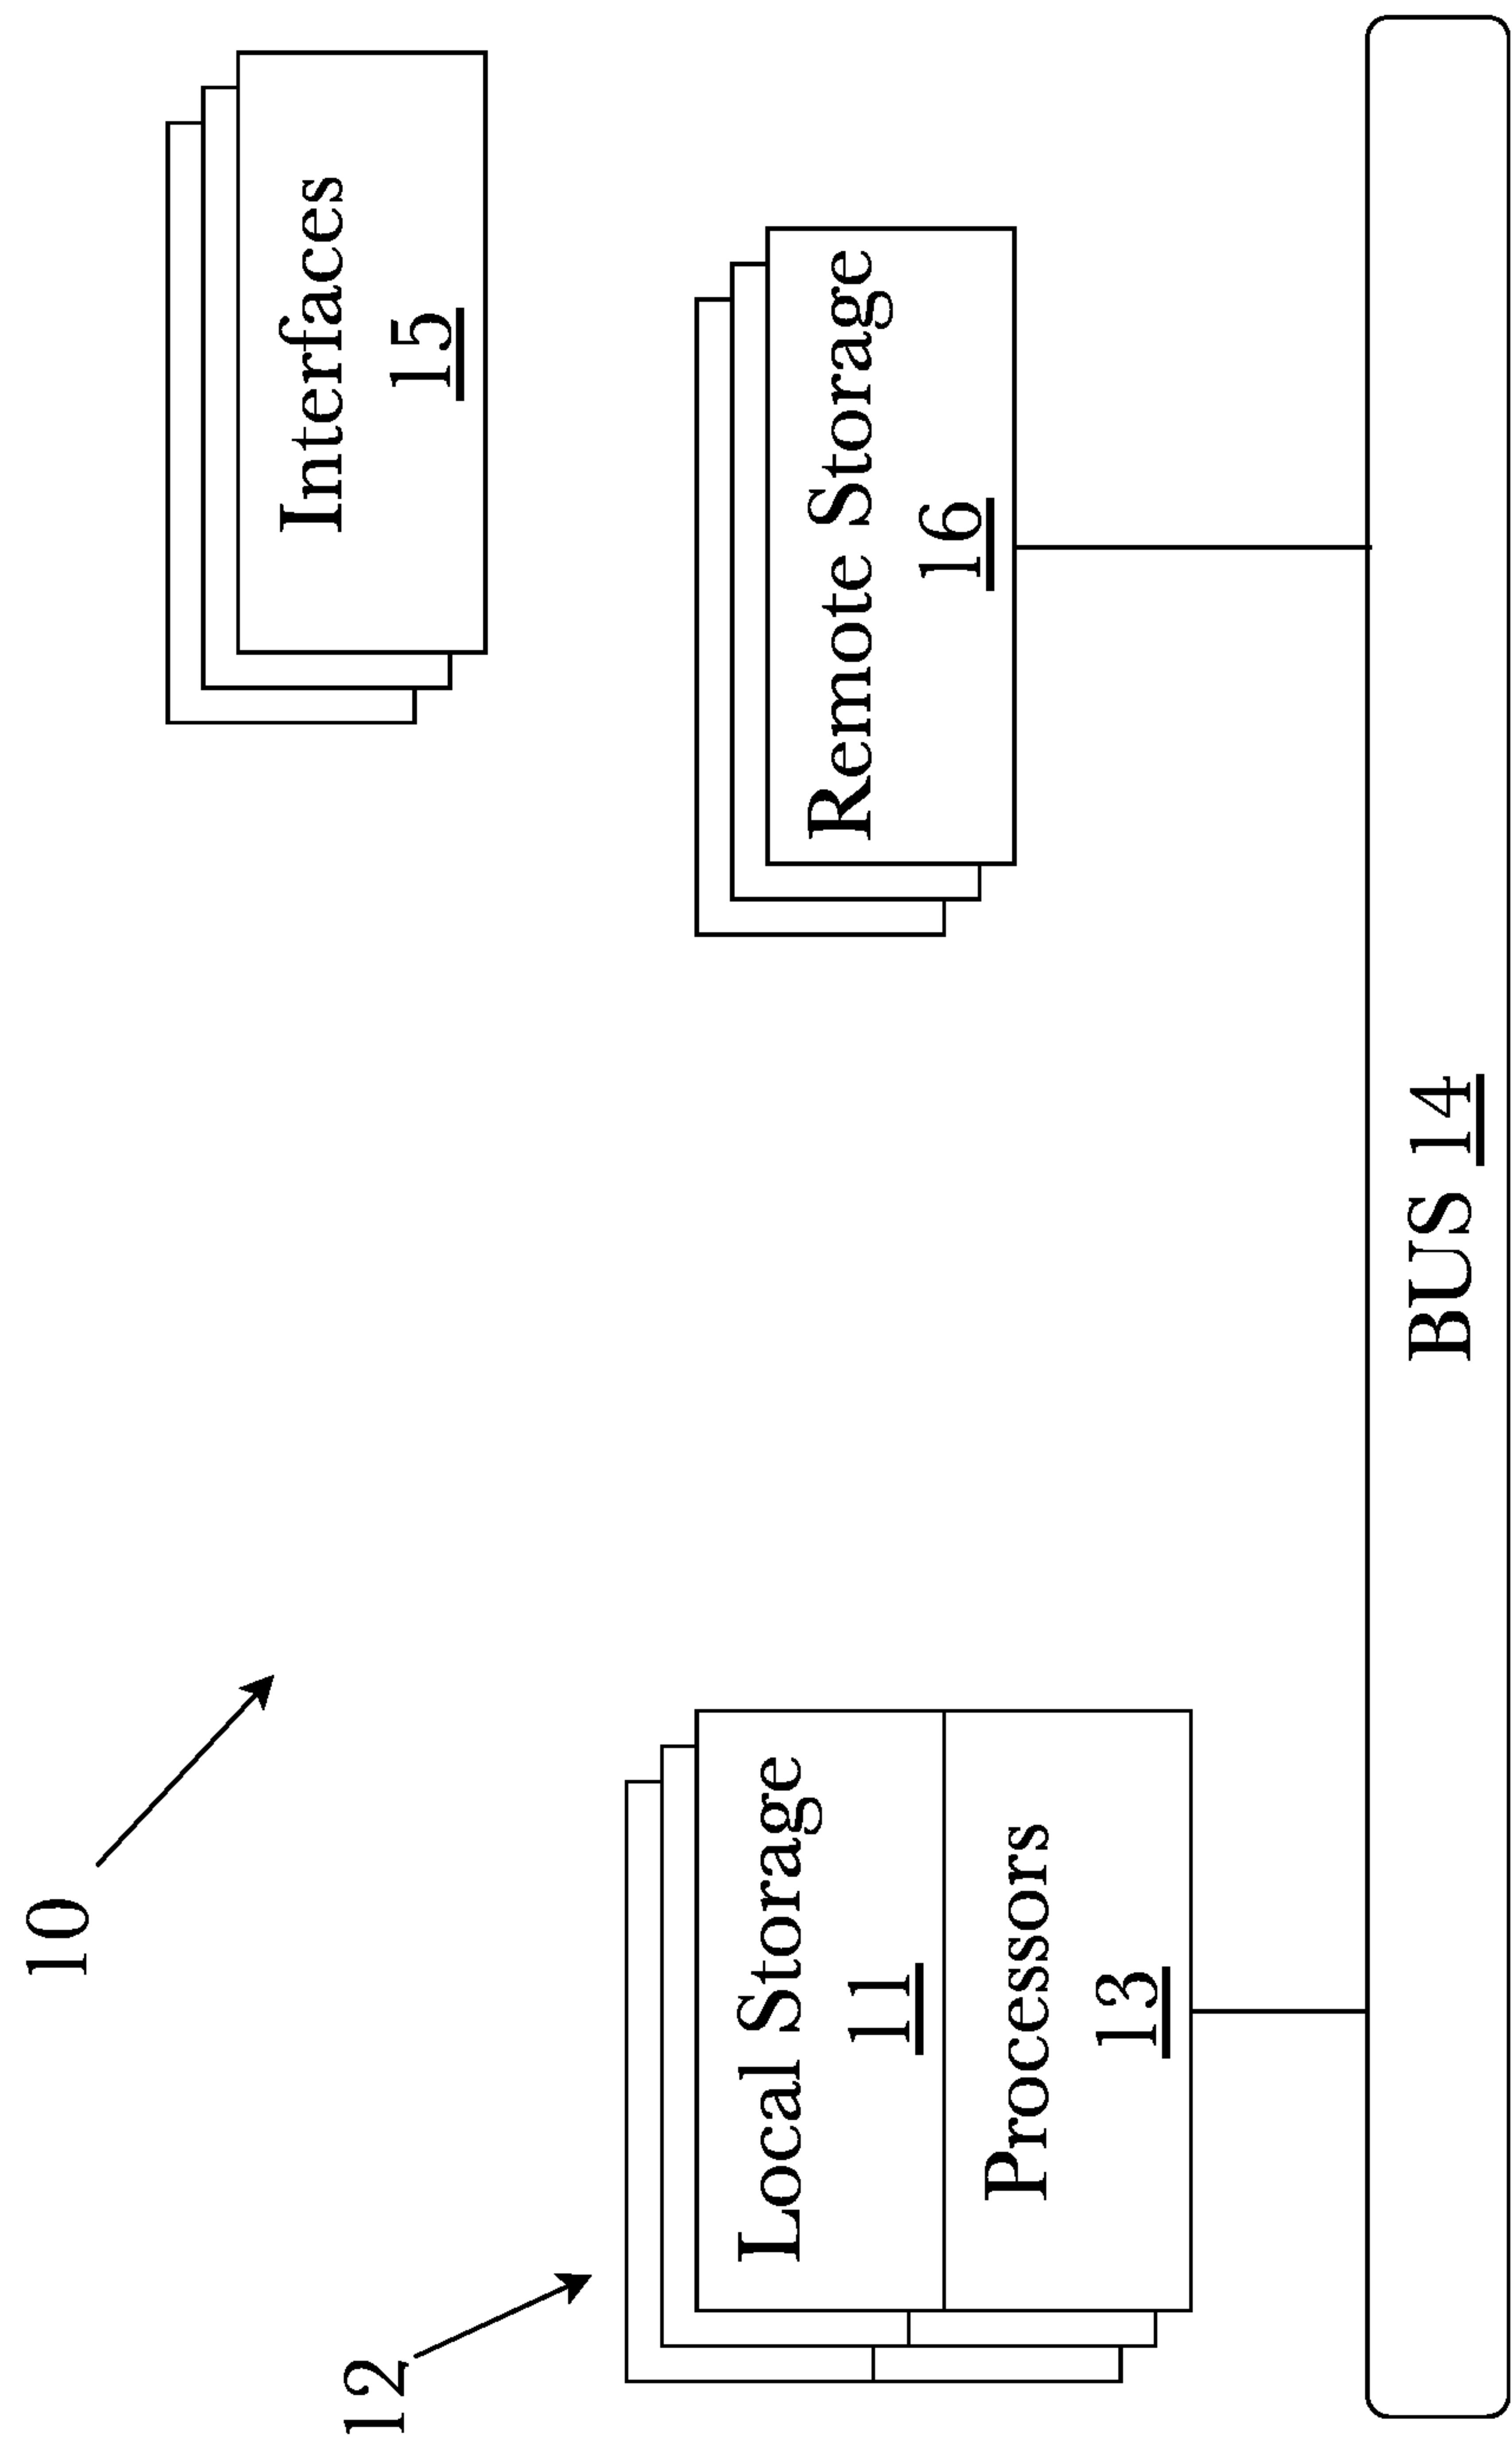 10
12
Local Storage
11
Processors
13
Interfaces
15
Remote Storage
16
BUS 14